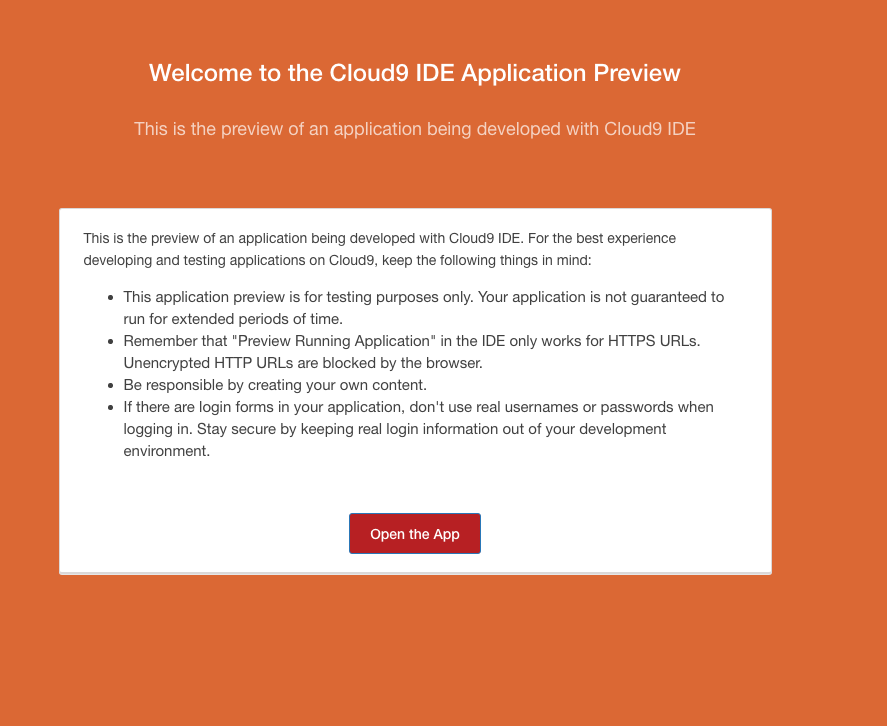 Welcome to the Cloud9 IDE Application Preview
This is the preview of an application being developed with Cloud9 IDE
This is the preview of an application being developed with Cloud9 IDE. For the best experience
developing and testing applications on Cloud9, keep the following things in mind:
• This application preview is for testing purposes only. Your application is not guaranteed to
run for extended periods of time.
• Remember that "Preview Running Application" in the IDE only works for HTTPS URLs.
Unencrypted HTTP URLs are blocked by the browser.
• Be responsible by creating your own content.
• If there are login forms in your application, don't use real usernames or passwords when
logging in. Stay secure by keeping real login information out of your development
environment.
Open the App